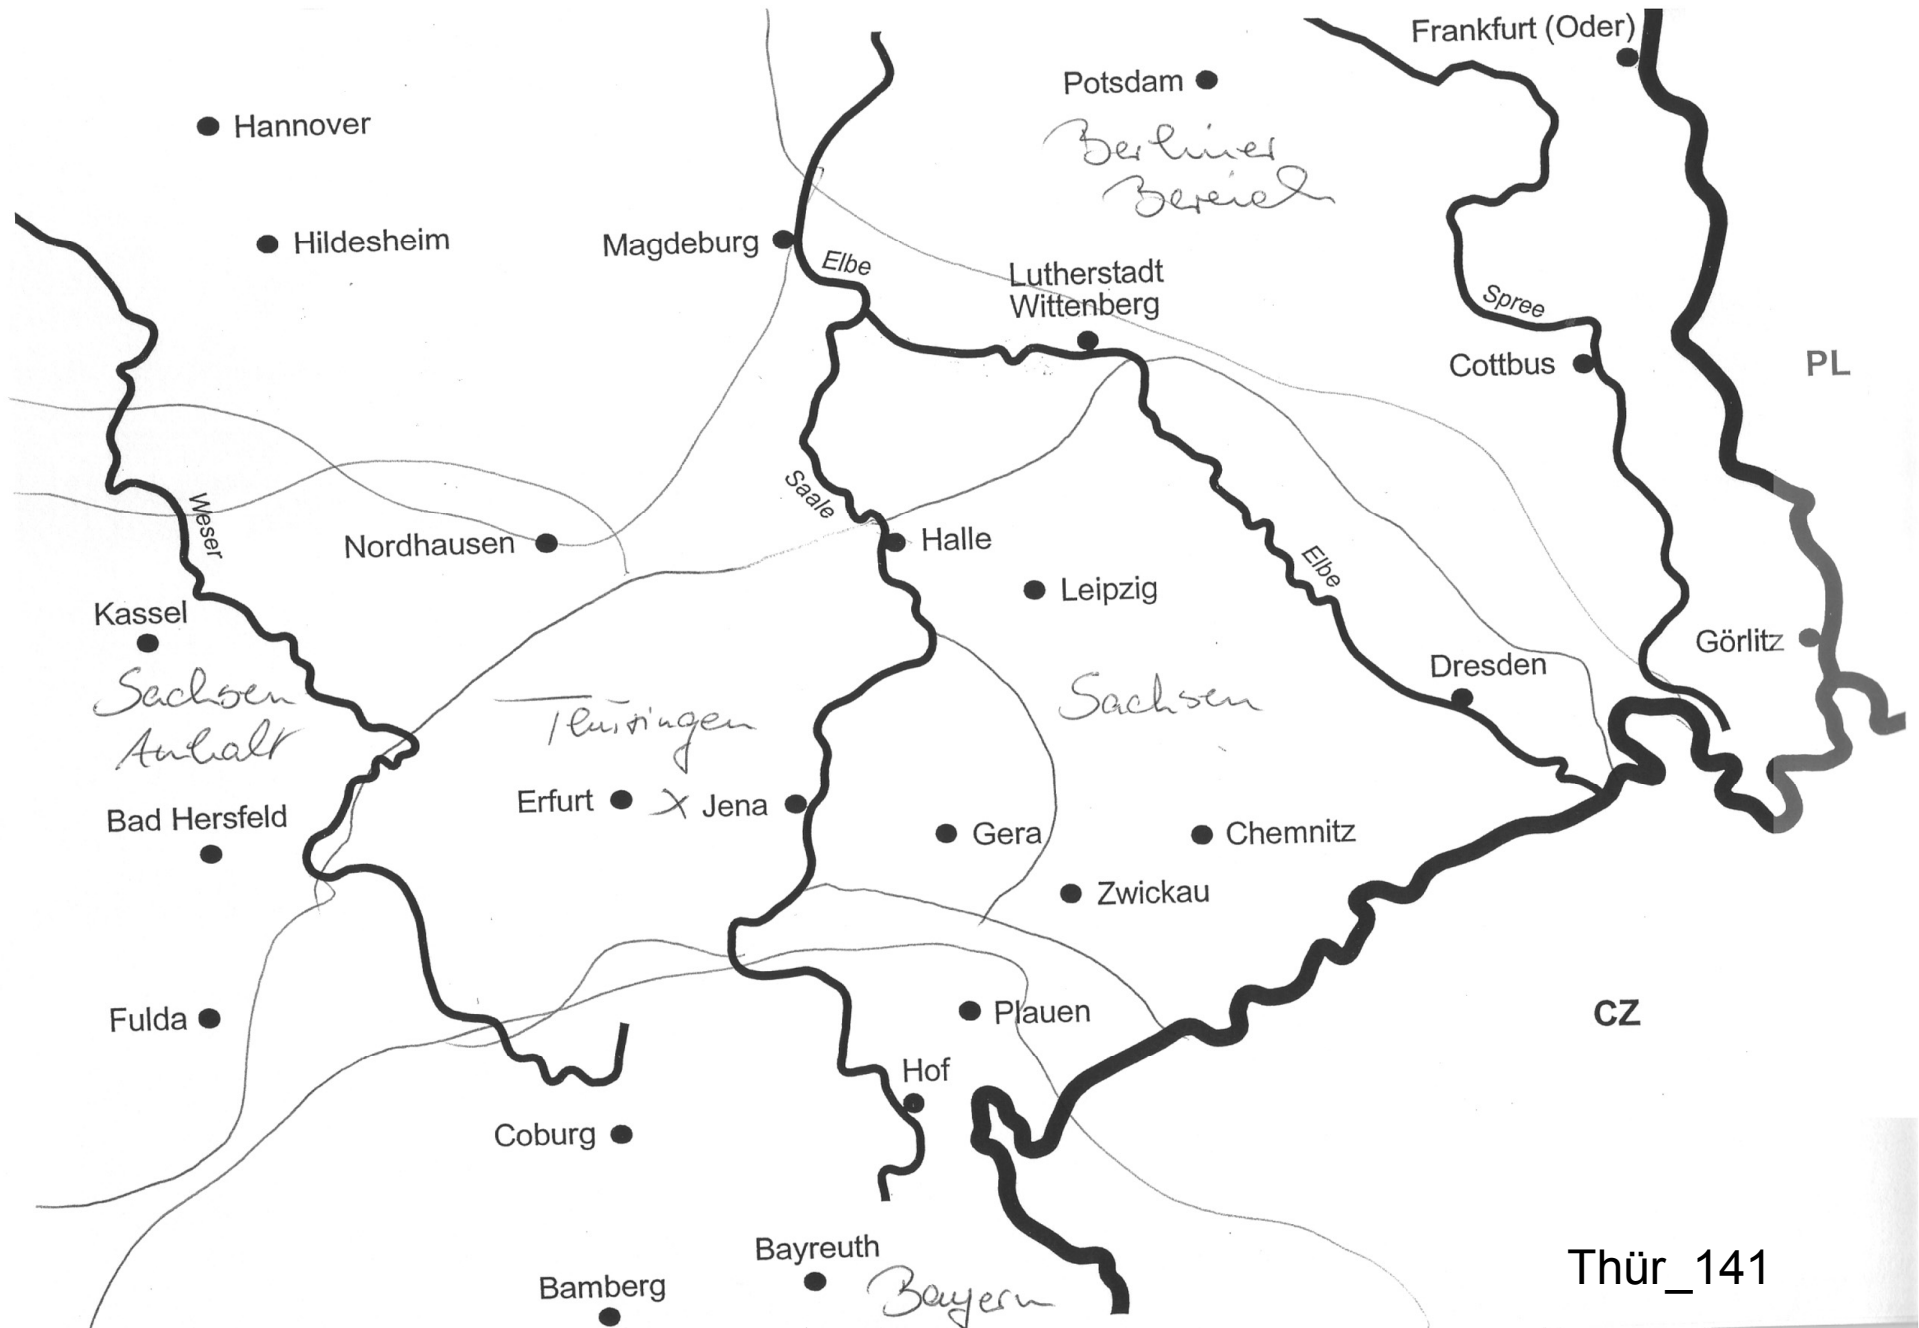 Frankfurt (Oder)
Potsdam
Hannover
Berliner
Bereich
Hildesheim
Magdeburg
Elbe
Lutherstadt
Wittenberg
Spree
Cottbus
PL
Saale
Weser
Nordhausen
Halle
Elbe
Leipzig
Kassel
Görlitz
Dresden
Sachsen
Anhalt
Thüringen
Sachsen
Erfurt
X
Jena
Bad Hersfeld
Gera
Chemnitz
Zwickau
Fulda
Plauen
CZ
Hof
Coburg
Bayreuth
Bamberg
Bayern
Thür_141